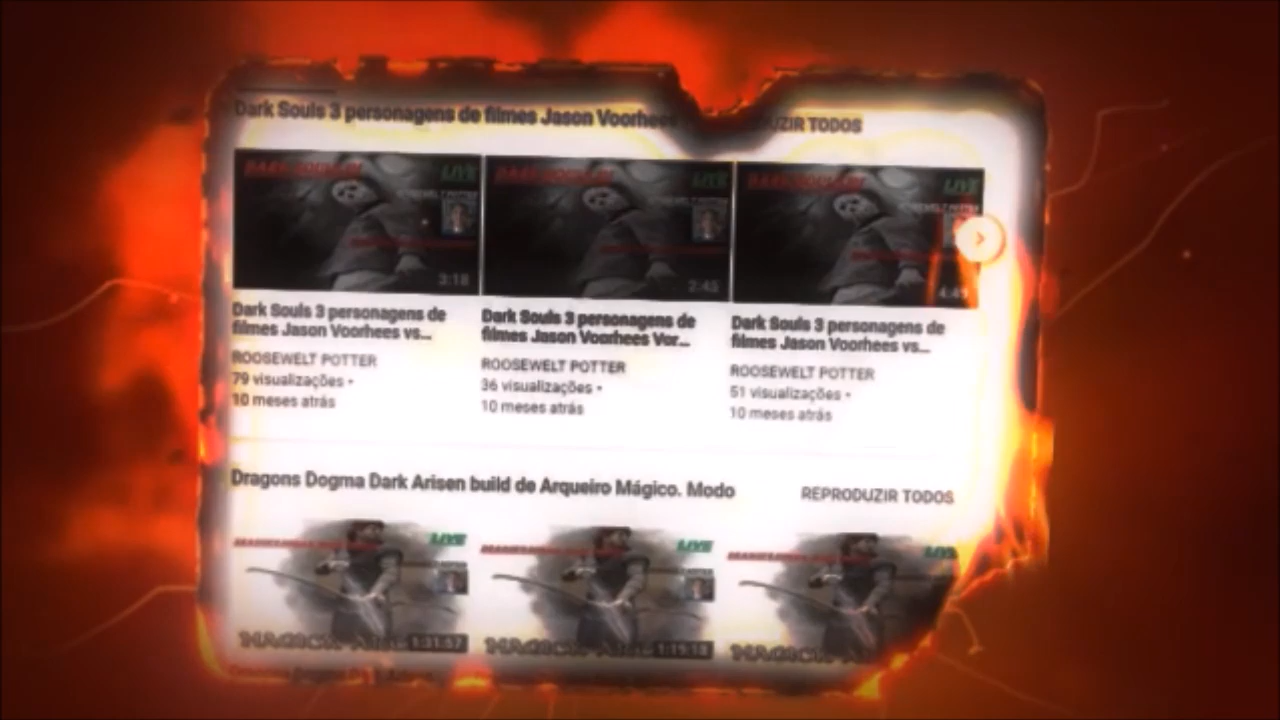 Dark Souls 3 personagens de filmes Jason Voorhees
UZIR TODOS
LIVE
LIVE
LIVE
3:18
2:45
Dark Souls 3 personagens de
filmes Jason Voorhees vs...
ROOSEWELT POTTER
79 visualizações •
10 meses atrás
Dark Souls 3 personagens de
filmes Jason Voorhees Vor...
ROOSEWELT POTTER
36 visualizações •
10 meses atrás
Dark Souls 3 personagens de
filmes Jason Voorhees vs...
ROOSEWELT POTTER
51 visualizações •
10 meses atrás
Dragons Dogma Dark Arisen build de Arqueiro Mágico. Modo
REPRODUZIR TODOS
LIVE
LIVE
LIVE
1:31:57
1:19:18